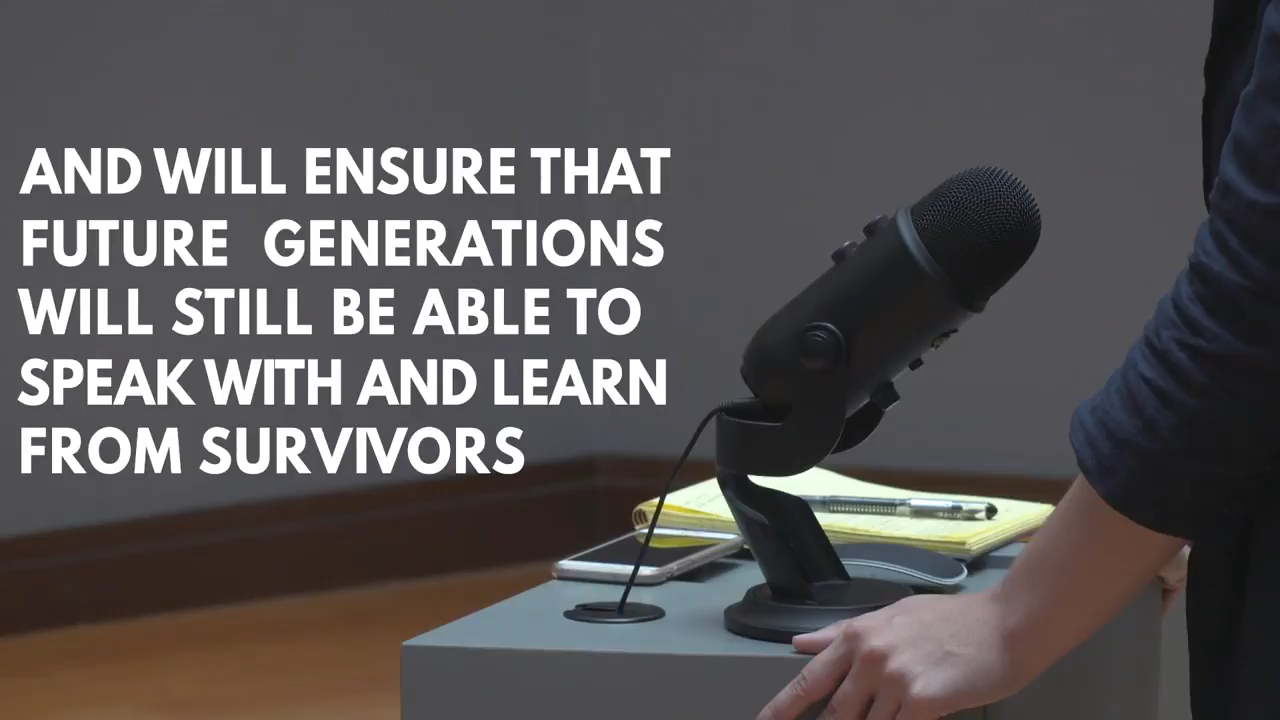 AND WILL ENSURE THAT
FUTURE GENERATIONS
WILL STILL BE ABLE TO
SPEAK WITH AND LEARN
FROM SURVIVORS